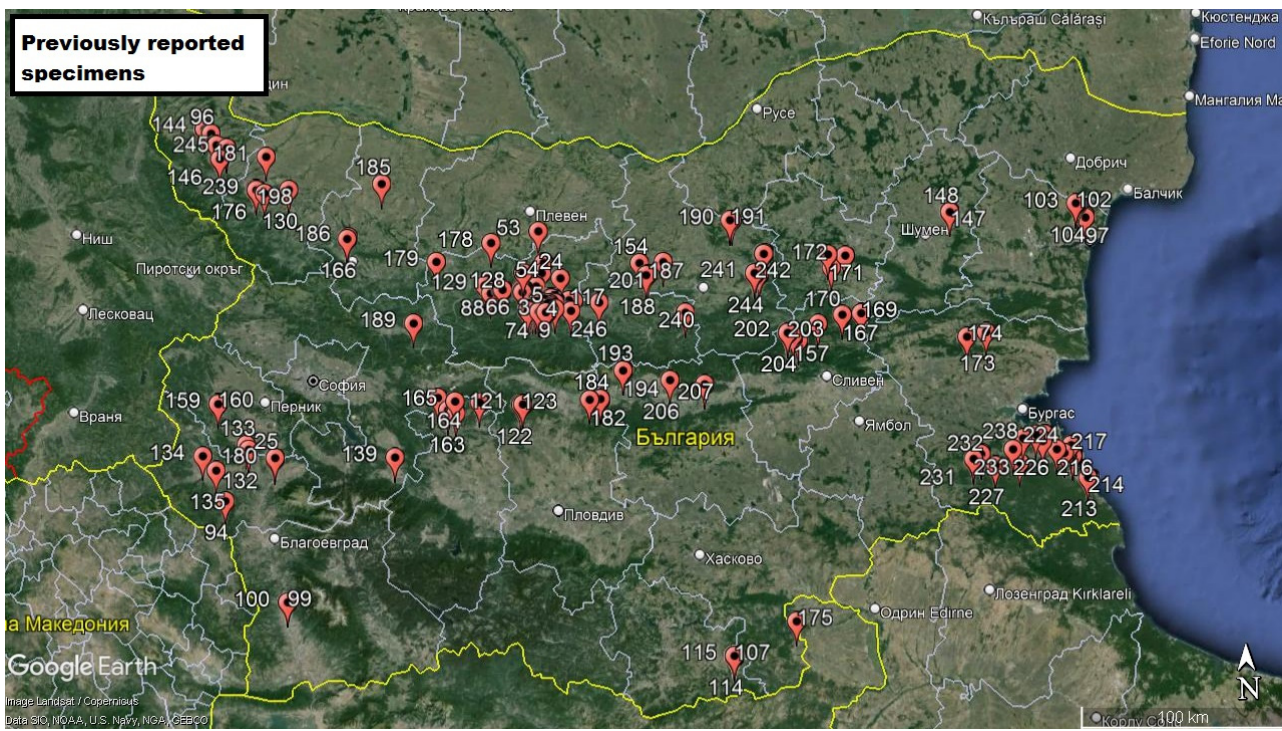 Previously reported
specimens
Кълъраш Călărași
Кюстенджа
Eforie Nord
Мангалия Ма
Русе
Добрич
Балчик
96
144
245
181
146
239
198
176
130
185
186
166
Плевен
53
178
179
129
128
54
24
88
66
5
3
4
117
74
9
246
154
201
187
188
240
190
191
241
242
244
172
171
170
169
167
148
147
Шумен
103
102
104
97
Ниш
Пиротски окръг
Лесковац
Враня
189
София
Перник
159
160
133
25
134
180
132
135
94
139
165
164
163
121
123
122
193
184
182
194
206
207
202
203
204
157
174
173
Сливен
Ямбол
Бургас
България
238
224
217
232
216
231
233
226
227
214
213
Пловдив
Хасково
Благоевград
100
99
175
115
107
114
Одрин Edirne
Лозенград Kırklareli
на Македония
Google Earth
Image Landsat / Copernicus
Data SIO, NOAA, U.S. Navy, NGA, GEBCO
N
100 km